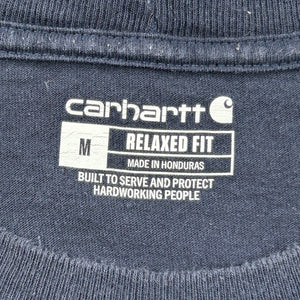 carhartt
M RELAXED FIT
MADE IN HONDURAS
BUILT TO SERVE AND PROTECT
HARDWORKING PEOPLE